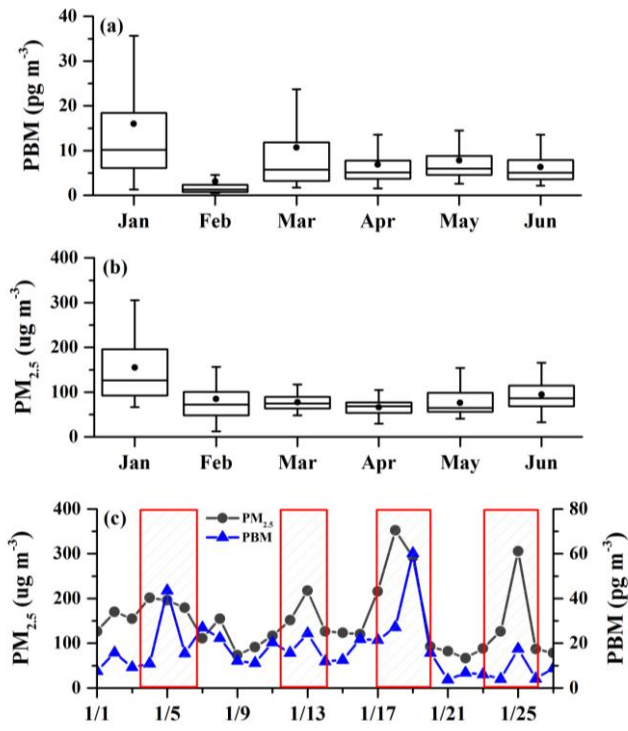 (a)
PBM (pg m-3)
40
30
20
10
0
Jan Feb Mar Apr May Jun
(b)
PM2.5 (ug m-3)
400
300
200
100
0
Jan Feb Mar Apr May Jun
(c)
PM2.5
PBM
PM2.5 (ug m-3)
400
300
200
100
0
80
60
40
20
0
PBM (pg m-3)
1/1 1/5 1/9 1/13 1/17 1/21 1/25